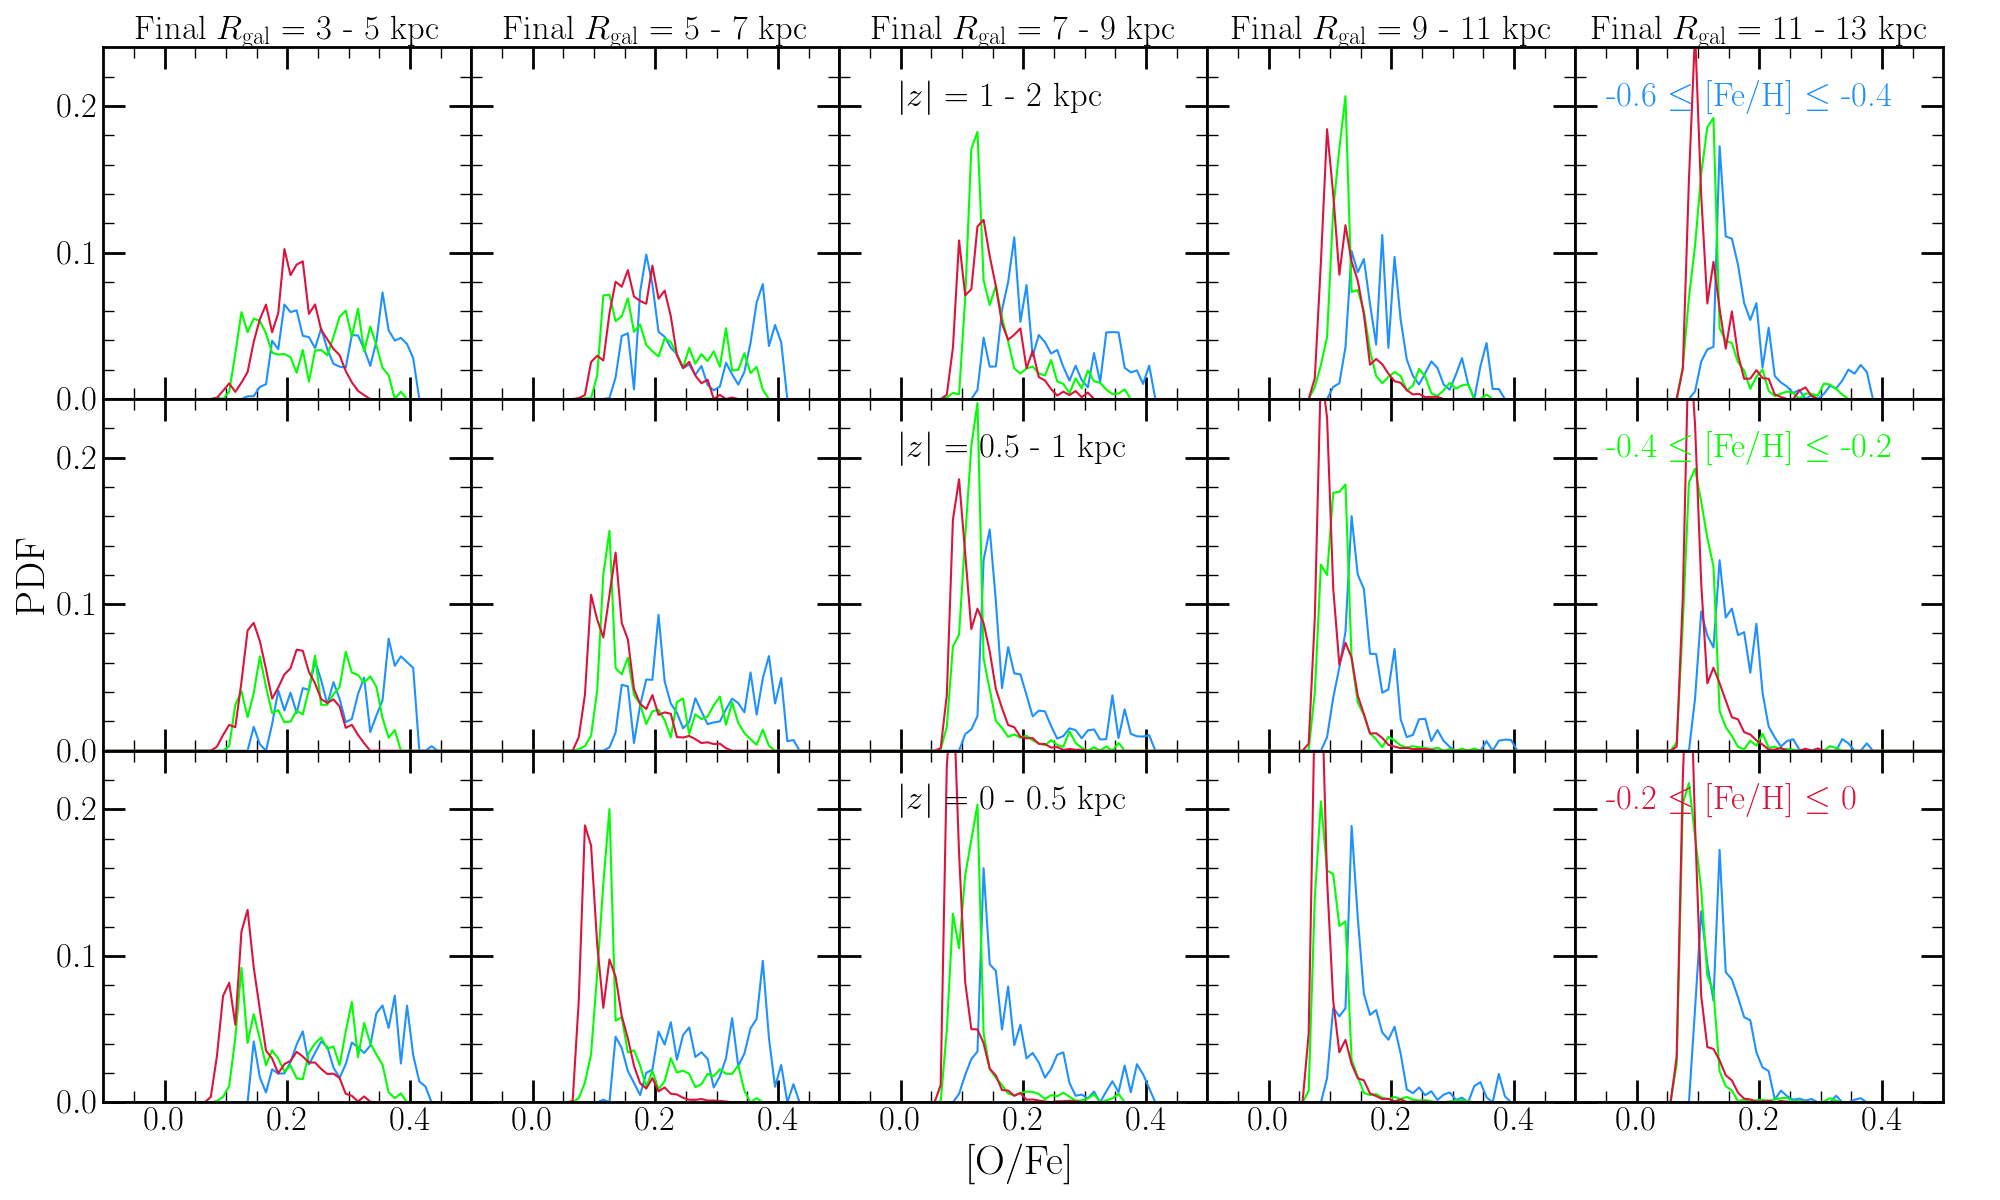 Final R_gal = 3 - 5 kpc
Final R_gal = 5 - 7 kpc
Final R_gal = 7 - 9 kpc
Final R_gal = 9 - 11 kpc
Final R_gal = 11 - 13 kpc
|z| = 1 - 2 kpc
-0.6 ≤ [Fe/H] ≤ -0.4
0.2
0.1
0.0
|z| = 0.5 - 1 kpc
-0.4 ≤ [Fe/H] ≤ -0.2
0.2
0.1
0.0
PDF
|z| = 0 - 0.5 kpc
-0.2 ≤ [Fe/H] ≤ 0
0.2
0.1
0.0
0.0 0.2 0.4
0.0 0.2 0.4
0.0 0.2 0.4
0.0 0.2 0.4
0.0 0.2 0.4
[O/Fe]